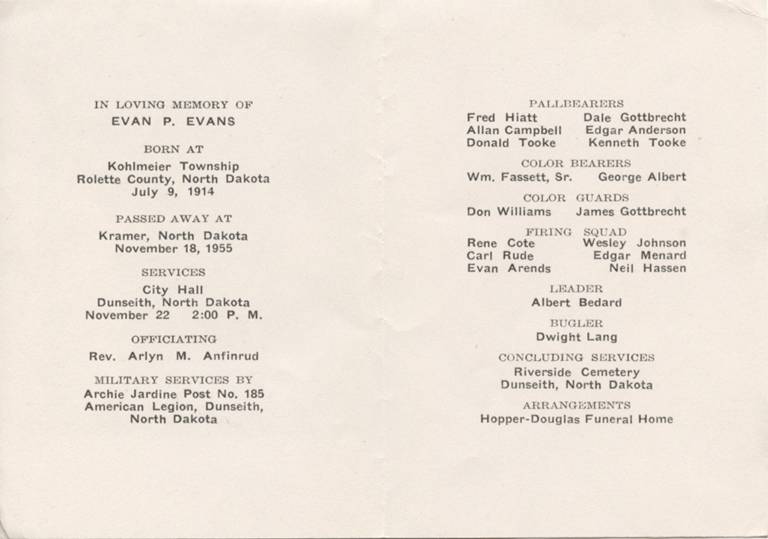 IN LOVING MEMORY OF
EVAN P. EVANS
BORN AT
Kohlmeier Township
Rolette County, North Dakota
July 9, 1914
PASSED AWAY AT
Kramer, North Dakota
November 18, 1955
SERVICES
City Hall
Dunseith, North Dakota
November 22 2:00 P. M.
OFFICIATING
Rev. Arlyn M. Anfinrud
MILITARY SERVICES BY
Archie Jardine Post No. 185
American Legion, Dunseith,
North Dakota
PALLBEARERS
Fred Hiatt Dale Gottbrecht
Allan Campbell Edgar Anderson
Donald Tooke Kenneth Tooke
COLOR BEARERS
Wm. Fassett, Sr. George Albert
COLOR GUARDS
Don Williams James Gottbrecht
FIRING SQUAD
Rene Cote Wesley Johnson
Carl Rude Edgar Menard
Evan Arends Neil Hassen
LEADER
Albert Bedard
BUGLER
Dwight Lang
CONCLUDING SERVICES
Riverside Cemetery
Dunseith, North Dakota
ARRANGEMENTS
Hopper-Douglas Funeral Home